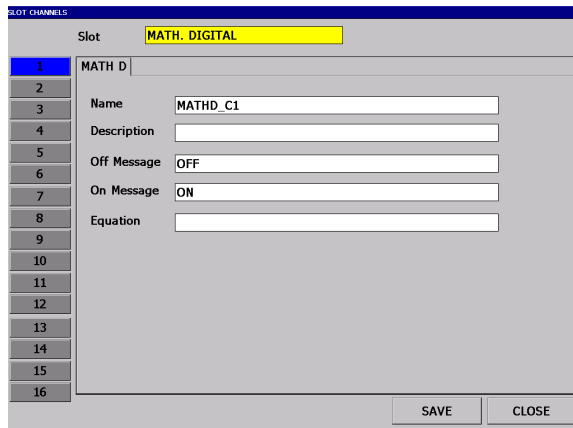 SLOT CHANNELS
Slot MATH. DIGITAL
1 MATH D
2
3
4
5
6
7
8
9
10
11
12
13
14
15
16
Name MATHD_C1
Description
Off Message OFF
On Message ON
Equation
SAVE CLOSE